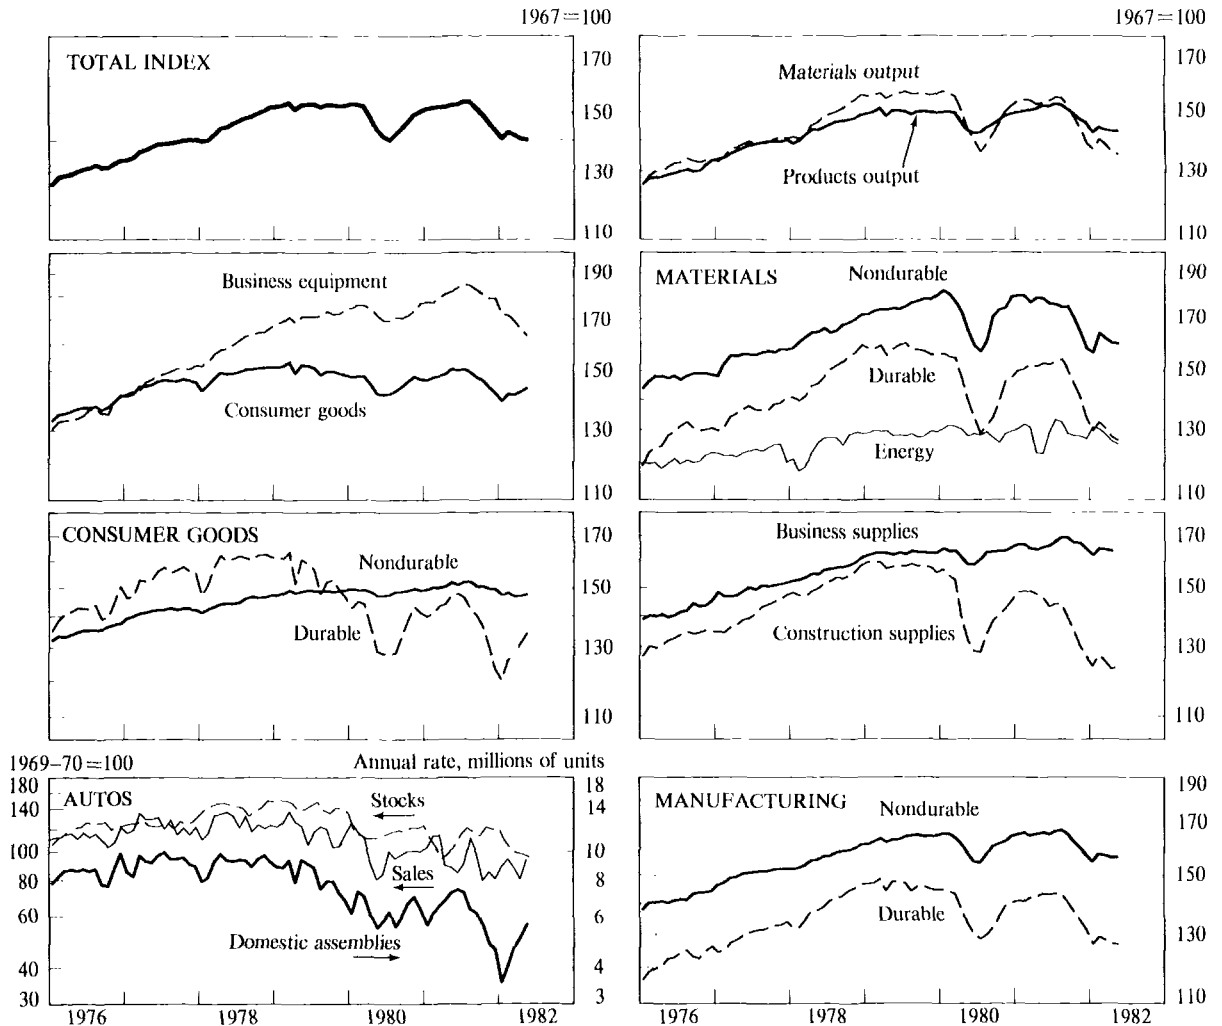 1967=100
TOTAL INDEX
170
150
130
110
1967=100
Materials output
Products output
170
150
130
110
Business equipment
Consumer goods
190
170
150
130
110
MATERIALS
Nondurable
Durable
Energy
190
170
150
130
110
CONSUMER GOODS
Nondurable
Durable
170
150
130
110
Business supplies
Construction supplies
170
150
130
110
1969–70=100
Annual rate, millions of units
180
140
100
80
60
40
30
AUTOS
Stocks
Sales
Domestic assemblies
18
14
10
8
6
4
3
1976
1978
1980
1982
MANUFACTURING
Nondurable
Durable
190
170
150
130
110
1976
1978
1980
1982